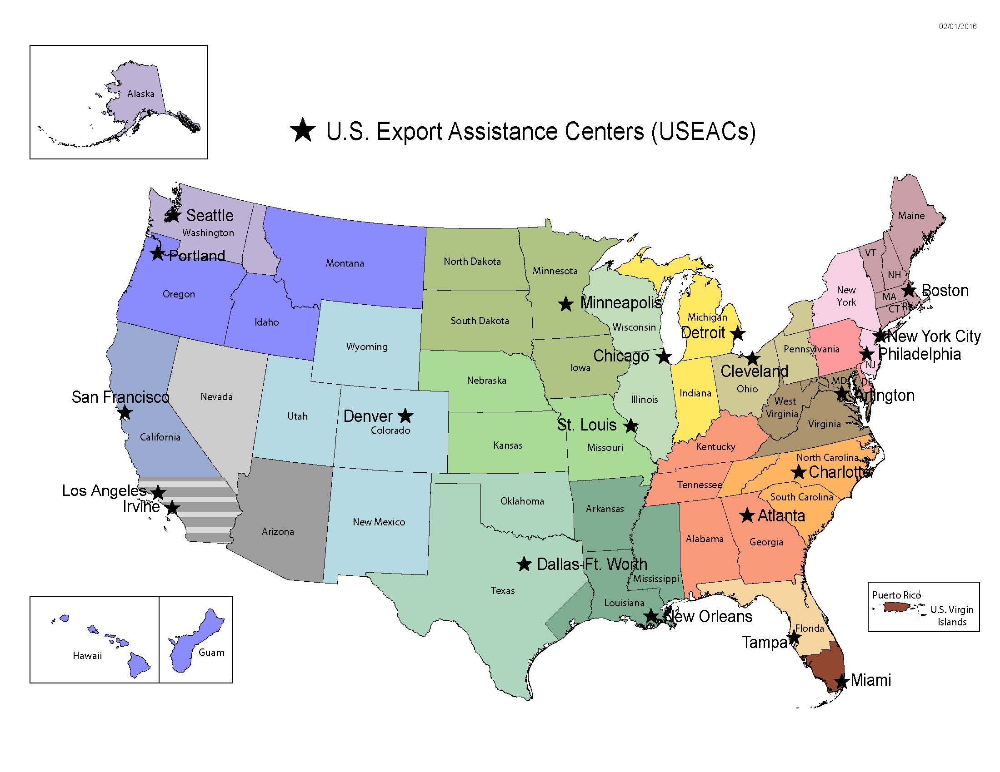 02/01/2016
Alaska
U.S. Export Assistance Centers (USEACs)
Seattle
Washington
Portland
Oregon
Idaho
Montana
Wyoming
North Dakota
South Dakota
Minnesota
Minneapolis
Wisconsin
Michigan
Detroit
Maine
VT
NH
Boston
MA
CT
RI
New
York
New York City
Philadelphia
Pennsylvania
NJ
Chicago
Cleveland
Iowa
Nebraska
Illinois
Indiana
Ohio
MD
DE
Arlington
West
Virginia
Virginia
San Francisco
Nevada
California
Utah
Denver
Colorado
Kansas
St. Louis
Missouri
Kentucky
North Carolina
Charlotte
Tennessee
South Carolina
Los Angeles
Irvine
Arizona
New Mexico
Oklahoma
Arkansas
Atlanta
Alabama
Georgia
Dallas-Ft. Worth
Mississippi
Texas
Louisiana
New Orleans
Florida
Tampa
Miami
Puerto Rico
U.S. Virgin
Islands
Hawaii
Guam